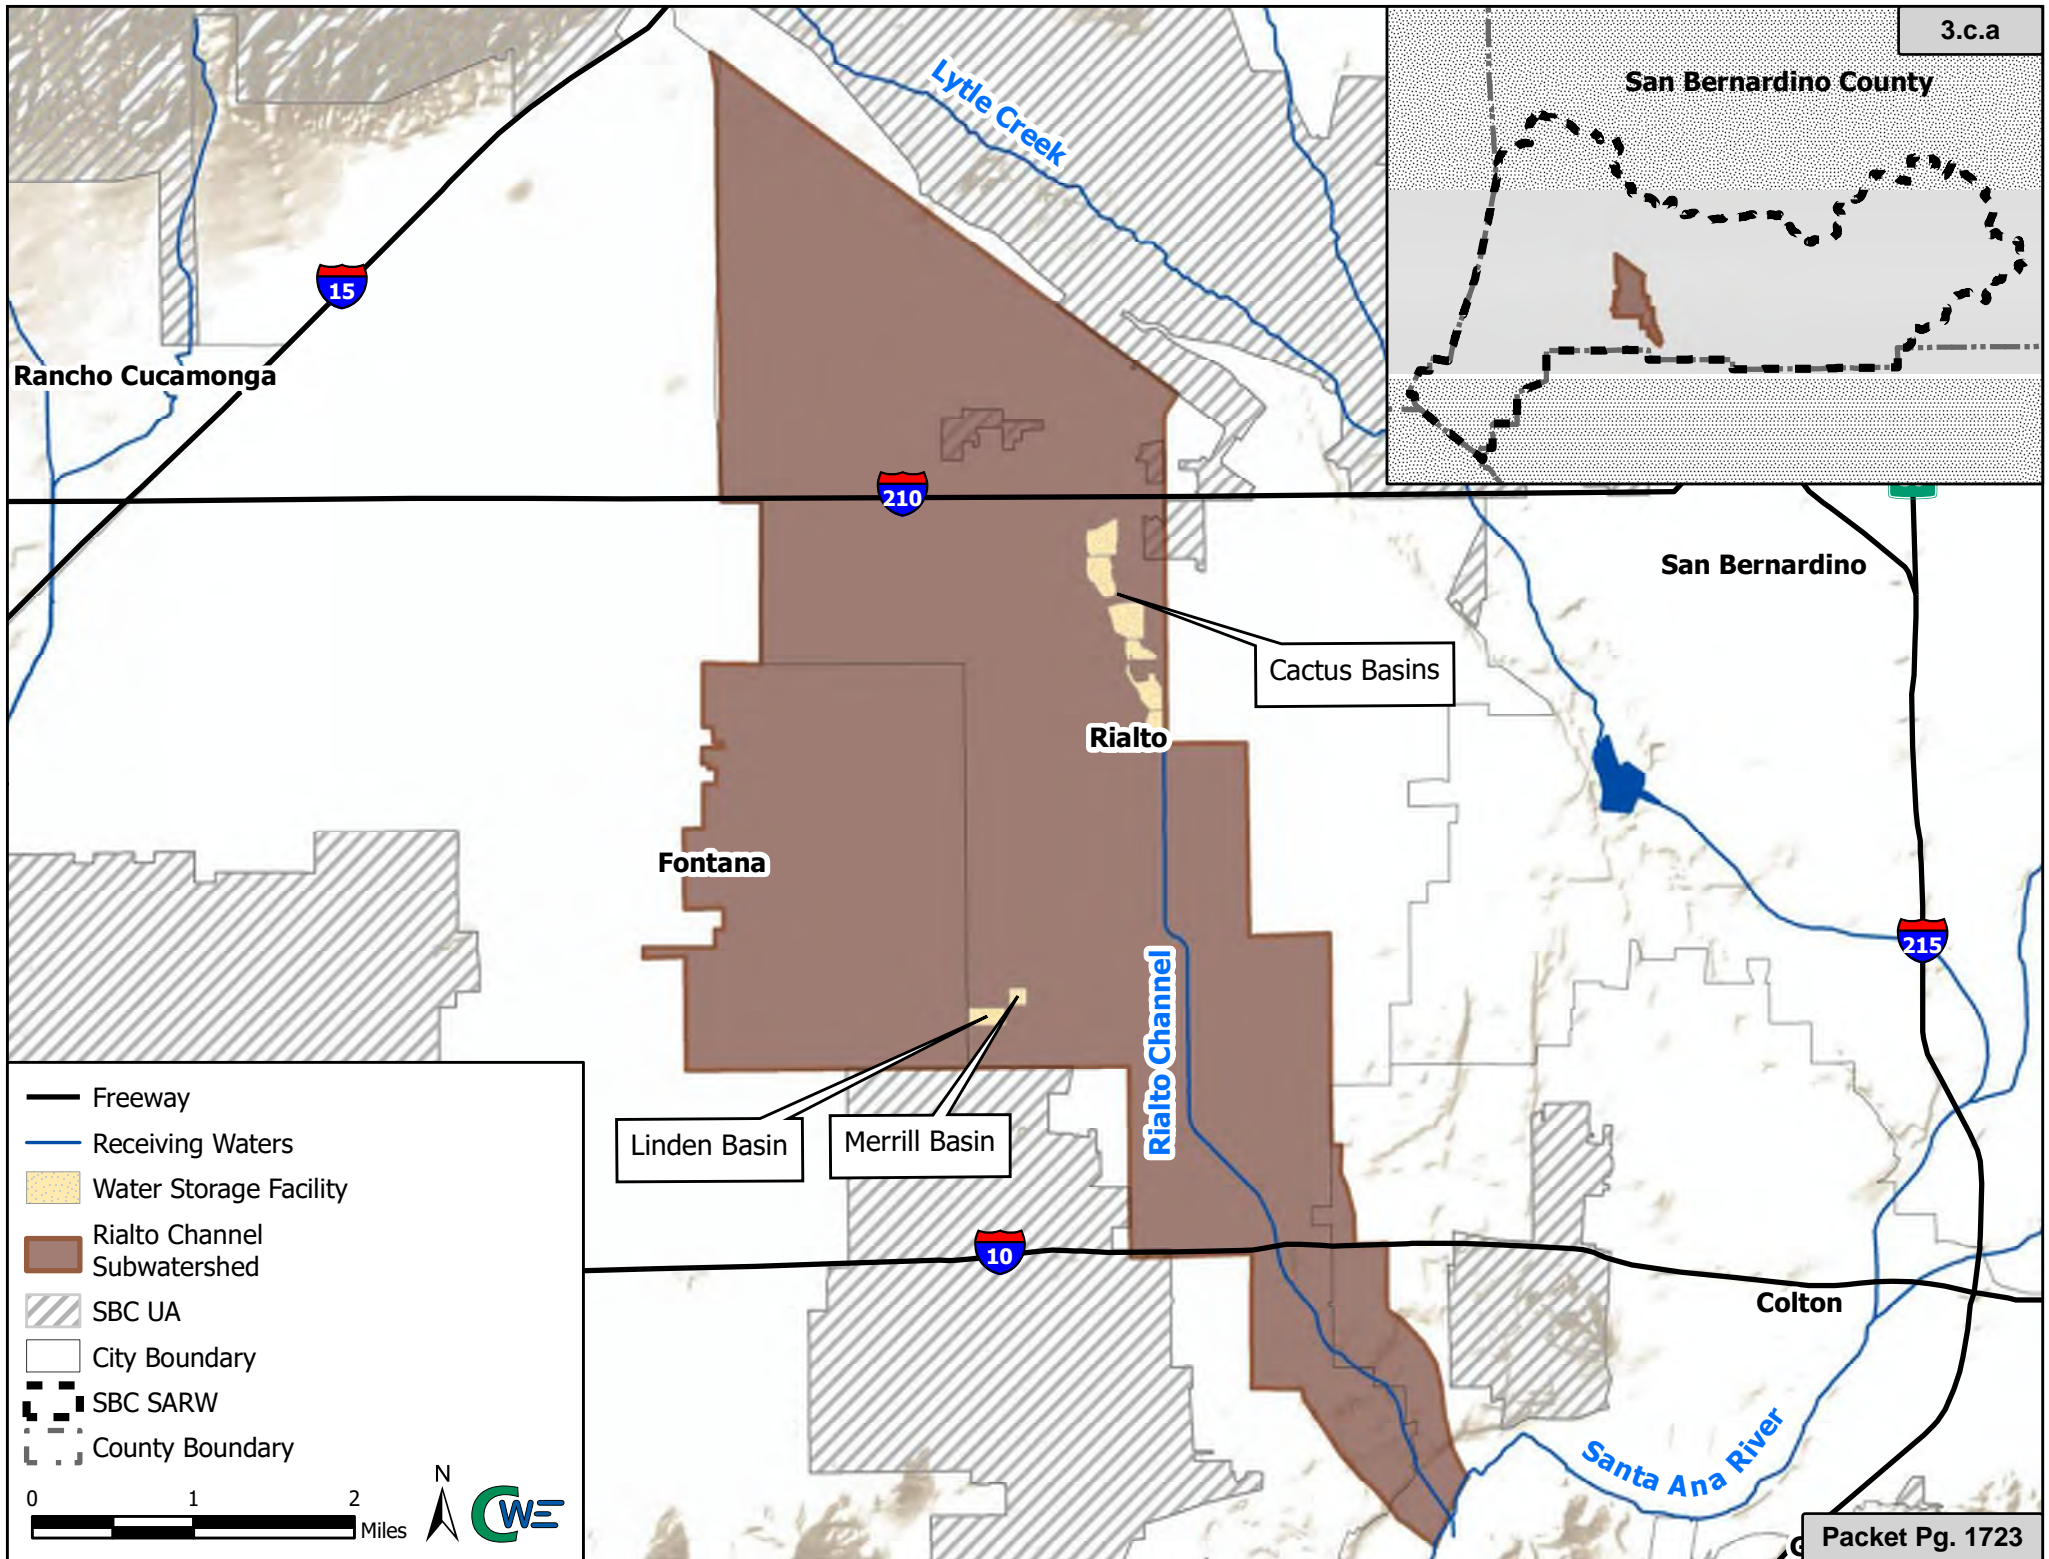 3.c.a
San Bernardino County
Lytle Creek
15
Rancho Cucamonga
210
San Bernardino
Cactus Basins
Rialto
Fontana
215
Rialto Channel
Linden Basin
Merrill Basin
10
Colton
Santa Ana River
Freeway
Receiving Waters
Water Storage Facility
Rialto Channel
Subwatershed
SBC UA
City Boundary
SBC SARW
County Boundary
N
0 1 2
Miles
CWE
Packet Pg. 1723